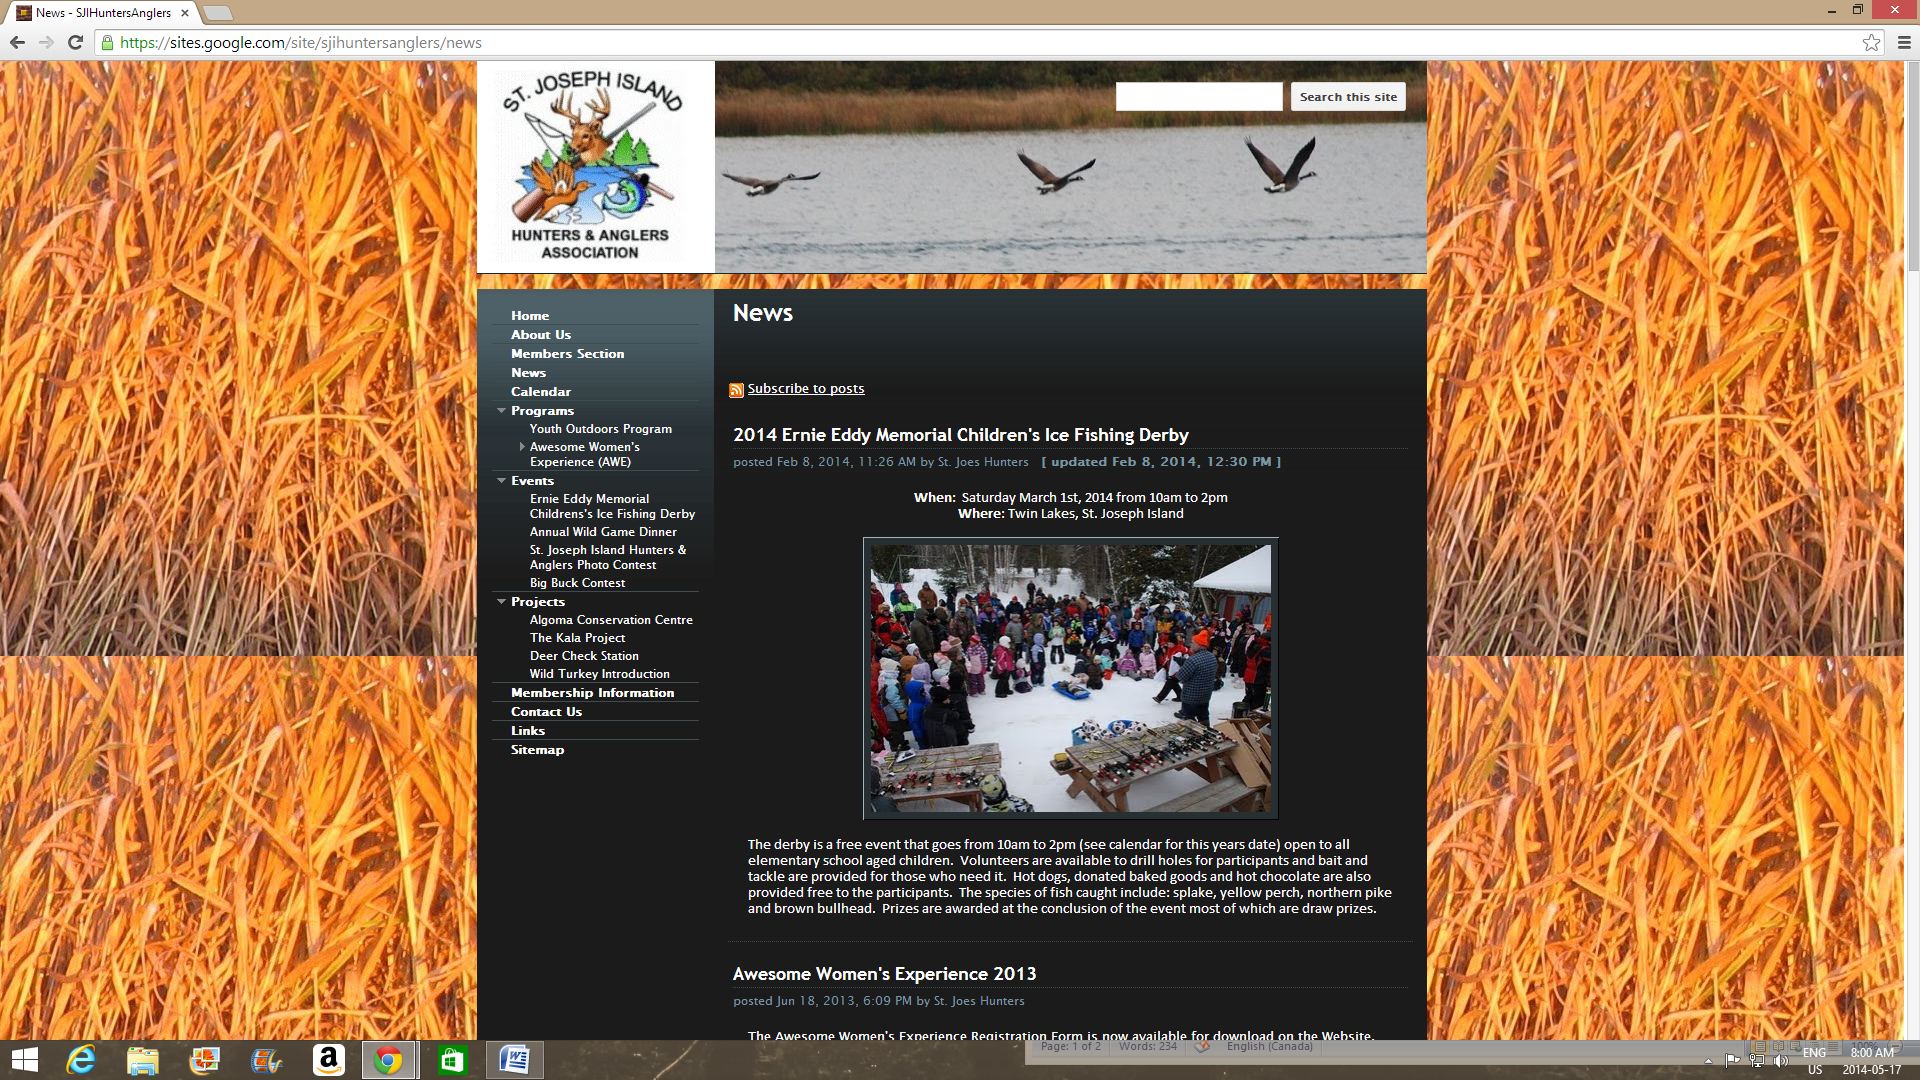 News - SJIHuntersAnglers
https://sites.google.com/site/sjihuntersanglers/news
ST. JOSEPH ISLAND
HUNTERS & ANGLERS
ASSOCIATION
Search this site
Home
About Us
Members Section
News
Calendar
Programs
Youth Outdoors Program
Awesome Women's
Experience (AWE)
Events
Ernie Eddy Memorial
Childrens's Ice Fishing Derby
Annual Wild Game Dinner
St. Joseph Island Hunters &
Anglers Photo Contest
Big Buck Contest
Projects
Algoma Conservation Centre
The Kala Project
Deer Check Station
Wild Turkey Introduction
Membership Information
Contact Us
Links
Sitemap
News
Subscribe to posts
2014 Ernie Eddy Memorial Children's Ice Fishing Derby
posted Feb 8, 2014, 11:26 AM by St. Joes Hunters [ updated Feb 8, 2014, 12:30 PM ]
When: Saturday March 1st, 2014 from 10am to 2pm
Where: Twin Lakes, St. Joseph Island
The derby is a free event that goes from 10am to 2pm (see calendar for this years date) open to all
elementary school aged children. Volunteers are available to drill holes for participants and bait and
tackle are provided for those who need it. Hot dogs, donated baked goods and hot chocolate are also
provided free to the participants. The species of fish caught include: splake, yellow perch, northern pike
and brown bullhead. Prizes are awarded at the conclusion of the event most of which are draw prizes.
Awesome Women's Experience 2013
posted Jun 18, 2013, 6:09 PM by St. Joes Hunters
The Awesome Women's Experience Registration Form is now available for download on the Website.
Page: 1 of 2 Words: 234 English (Canada) 100%
ENG 8:00 AM
US 2014-05-17